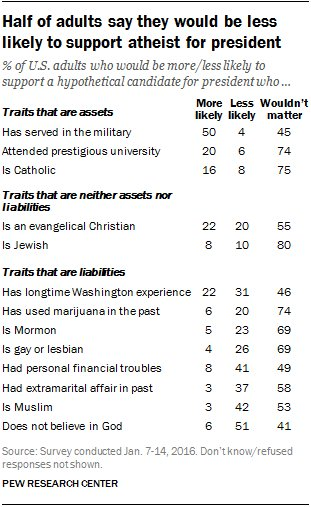 Half of adults say they would be less
likely to support atheist for president
% of U.S. adults who would be more/less likely to
support a hypothetical candidate for president who ...
More Less Wouldn't
Traits that are assets likely likely matter
Has served in the military 50 4 45
Attended prestigious university 20 6 74
Is Catholic 16 8 75
Traits that are neither assets nor
liabilities
Is an evangelical Christian 22 20 55
Is Jewish 8 10 80
Traits that are liabilities
Has longtime Washington experience 22 31 46
Has used marijuana in the past 6 20 74
Is Mormon 5 23 69
Is gay or lesbian 4 26 69
Had personal financial troubles 8 41 49
Had extramarital affair in past 3 37 58
Is Muslim 3 42 53
Does not believe in God 6 51 41
Source: Survey conducted Jan. 7-14, 2016. Don't know/refused
responses not shown.
PEW RESEARCH CENTER